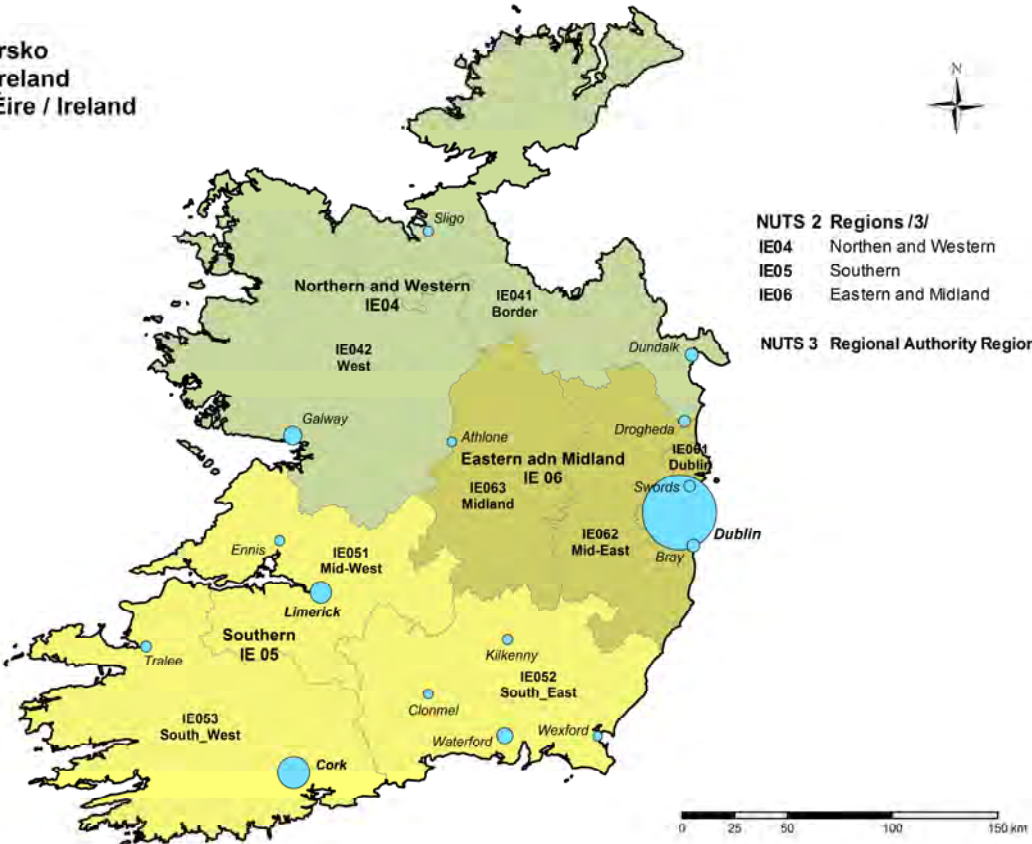 rsko
reland
Éire / Ireland
N
NUTS 2 Regions /3/
IE04 Northen and Western
IE05 Southern
IE06 Eastern and Midland
NUTS 3 Regional Authority Region
Sligo
Northern and Western
IE04
IE041
Border
IE042
West
Dundalk
Galway
Athlone
Drogheda
Eastern adn Midland
IE 06
IE061
Dublin
IE063
Midland
Swords
IE062
Mid-East
Dublin
Bray
Ennis
IE051
Mid-West
Limerick
Southern
IE 05
Tralee
Kilkenny
IE052
South_East
Clonmel
IE053
South_West
Waterford
Wexford
Cork
0 25 50 100 150 km